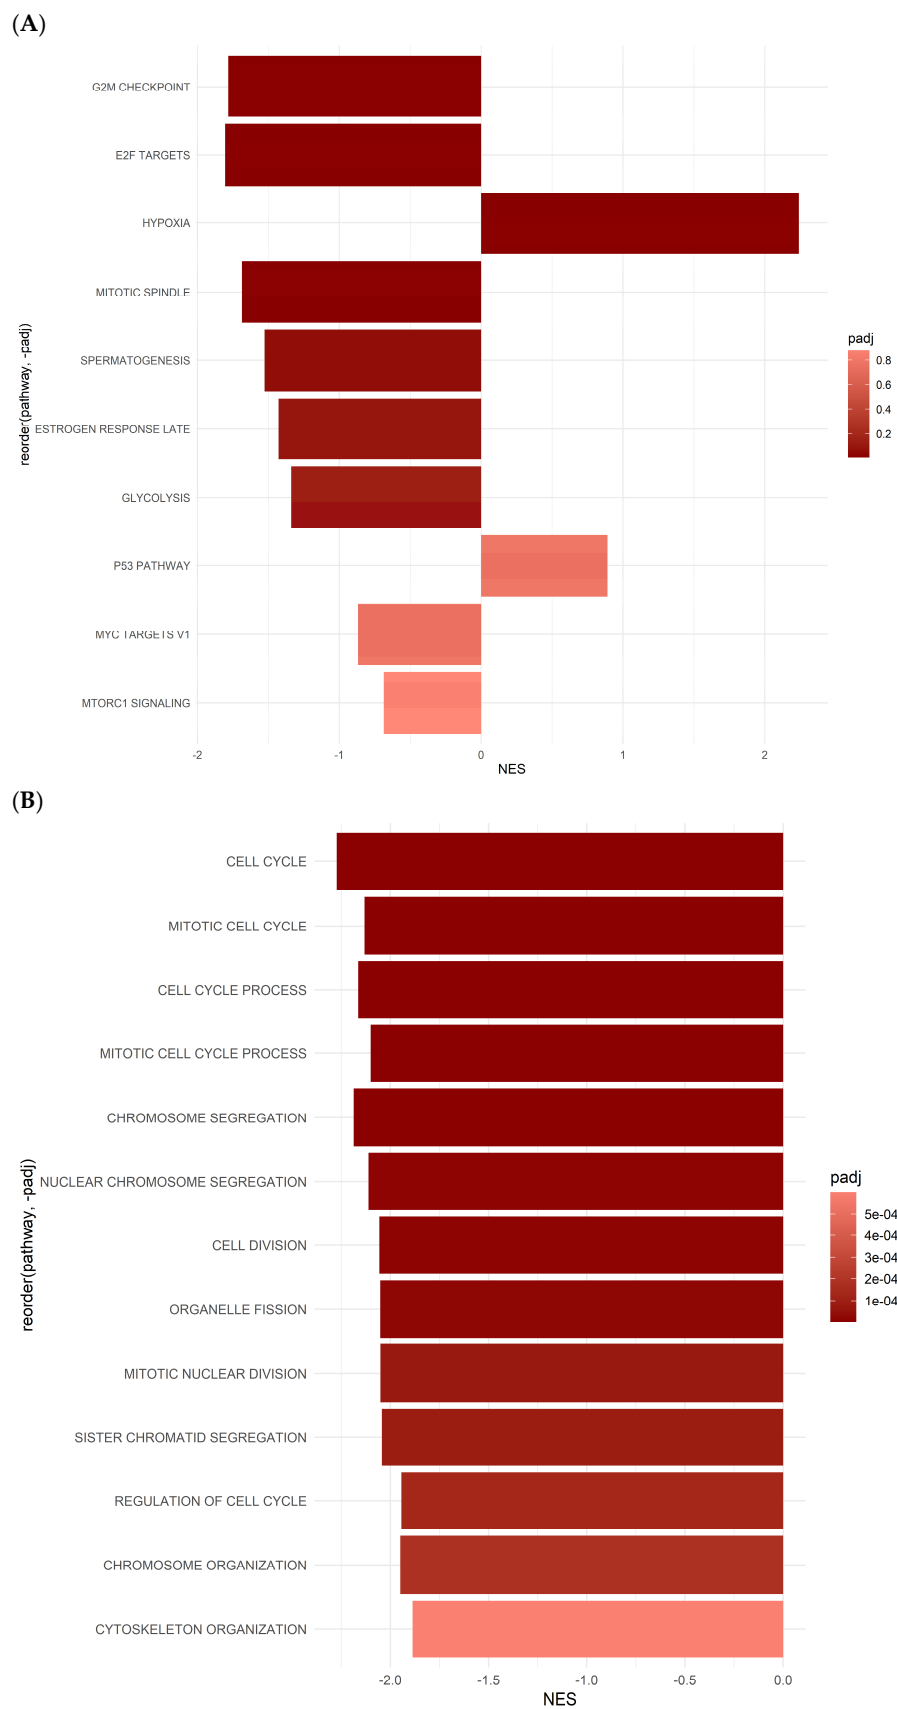 (A)
G2M CHECKPOINT
E2F TARGETS
HYPOXIA
MITOTIC SPINDLE
SPERMATOGENESIS
ESTROGEN RESPONSE LATE
GLYCOLYSIS
P53 PATHWAY
MYC TARGETS V1
MTORC1 SIGNALING
reorder(pathway, -padj)
-2 -1 0 1 2
NES
padj
0.8
0.6
0.4
0.2
(B)
CELL CYCLE
MITOTIC CELL CYCLE
CELL CYCLE PROCESS
MITOTIC CELL CYCLE PROCESS
CHROMOSOME SEGREGATION
NUCLEAR CHROMOSOME SEGREGATION
CELL DIVISION
ORGANELLE FISSION
MITOTIC NUCLEAR DIVISION
SISTER CHROMATID SEGREGATION
REGULATION OF CELL CYCLE
CHROMOSOME ORGANIZATION
CYTOSKELETON ORGANIZATION
reorder(pathway, -padj)
-2.0 -1.5 -1.0 -0.5 0.0
NES
padj
5e-04
4e-04
3e-04
2e-04
1e-04